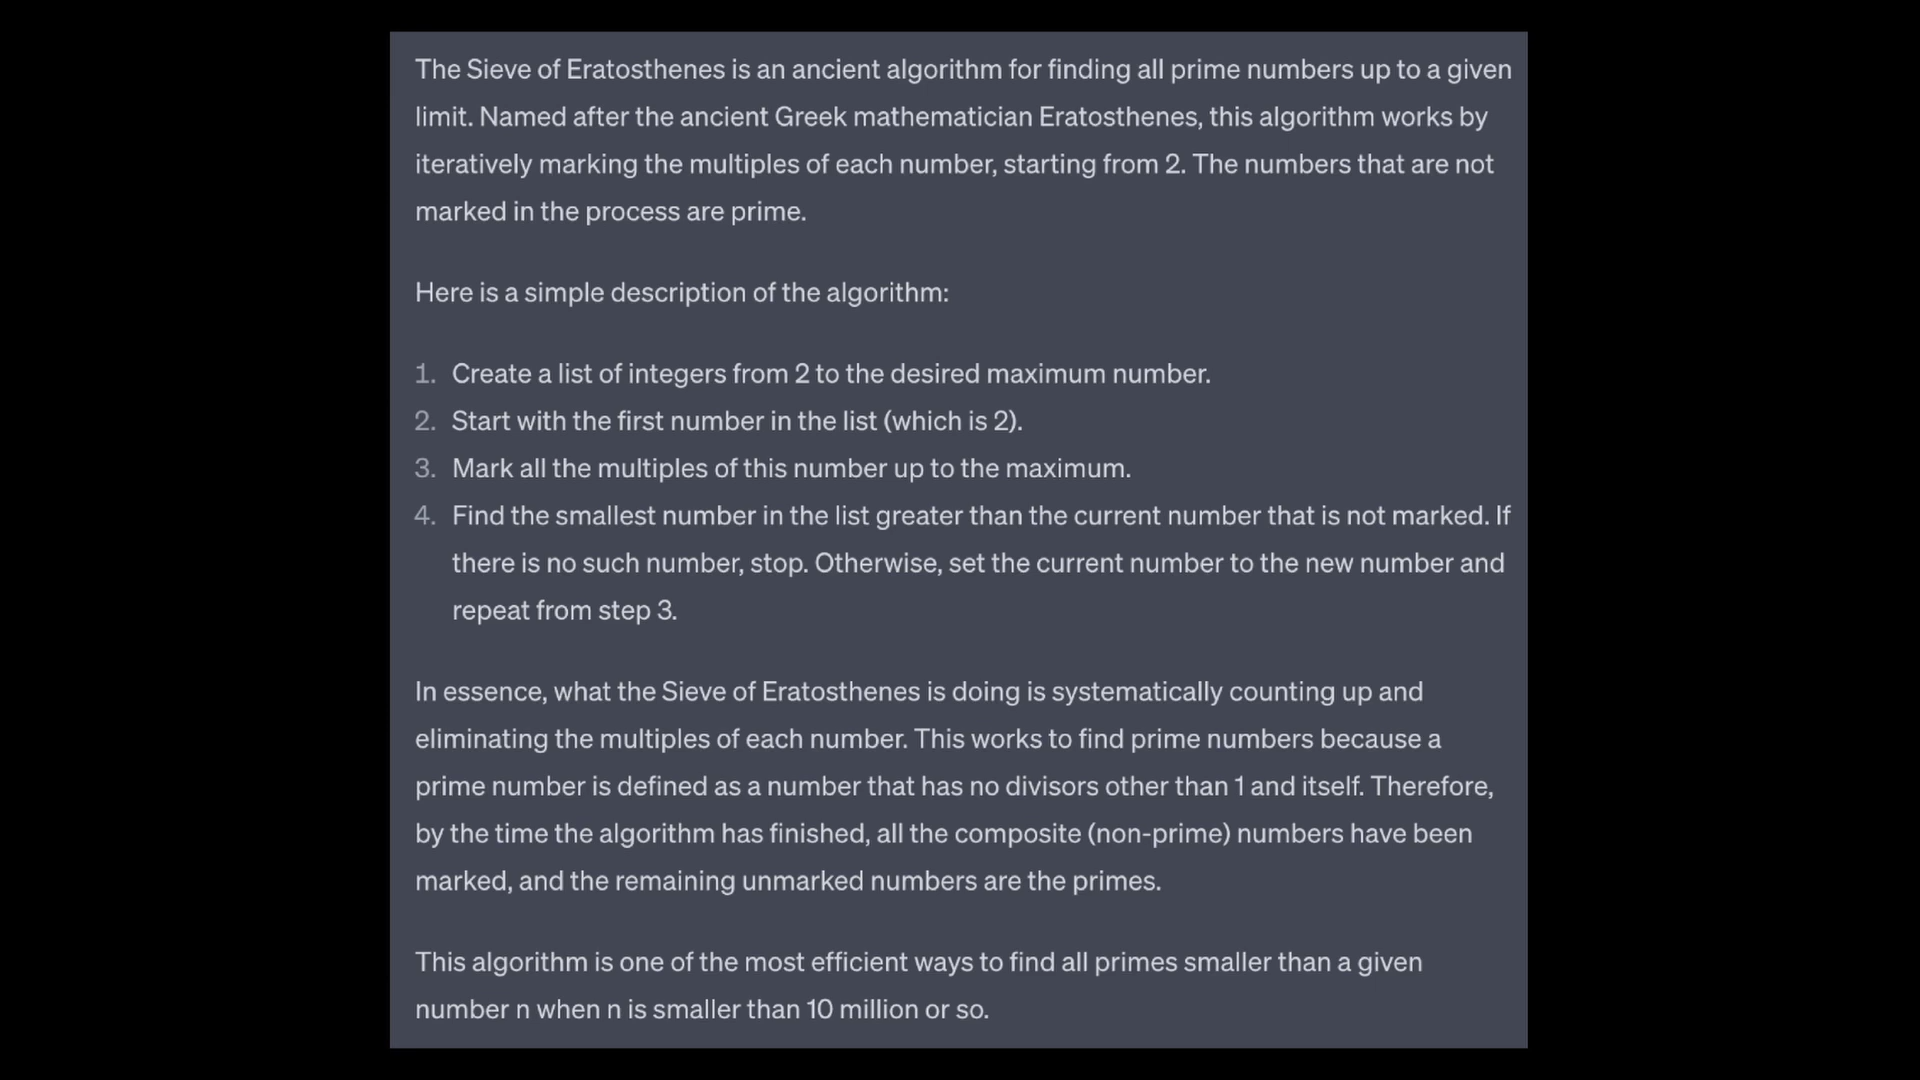 The Sieve of Eratosthenes is an ancient algorithm for finding all prime numbers up to a given
limit. Named after the ancient Greek mathematician Eratosthenes, this algorithm works by
iteratively marking the multiples of each number, starting from 2. The numbers that are not
marked in the process are prime.
Here is a simple description of the algorithm:
1. Create a list of integers from 2 to the desired maximum number.
2. Start with the first number in the list (which is 2).
3. Mark all the multiples of this number up to the maximum.
4. Find the smallest number in the list greater than the current number that is not marked. If
there is no such number, stop. Otherwise, set the current number to the new number and
repeat from step 3.
In essence, what the Sieve of Eratosthenes is doing is systematically counting up and
eliminating the multiples of each number. This works to find prime numbers because a
prime number is defined as a number that has no divisors other than 1 and itself. Therefore,
by the time the algorithm has finished, all the composite (non-prime) numbers have been
marked, and the remaining unmarked numbers are the primes.
This algorithm is one of the most efficient ways to find all primes smaller than a given
number n when n is smaller than 10 million or so.